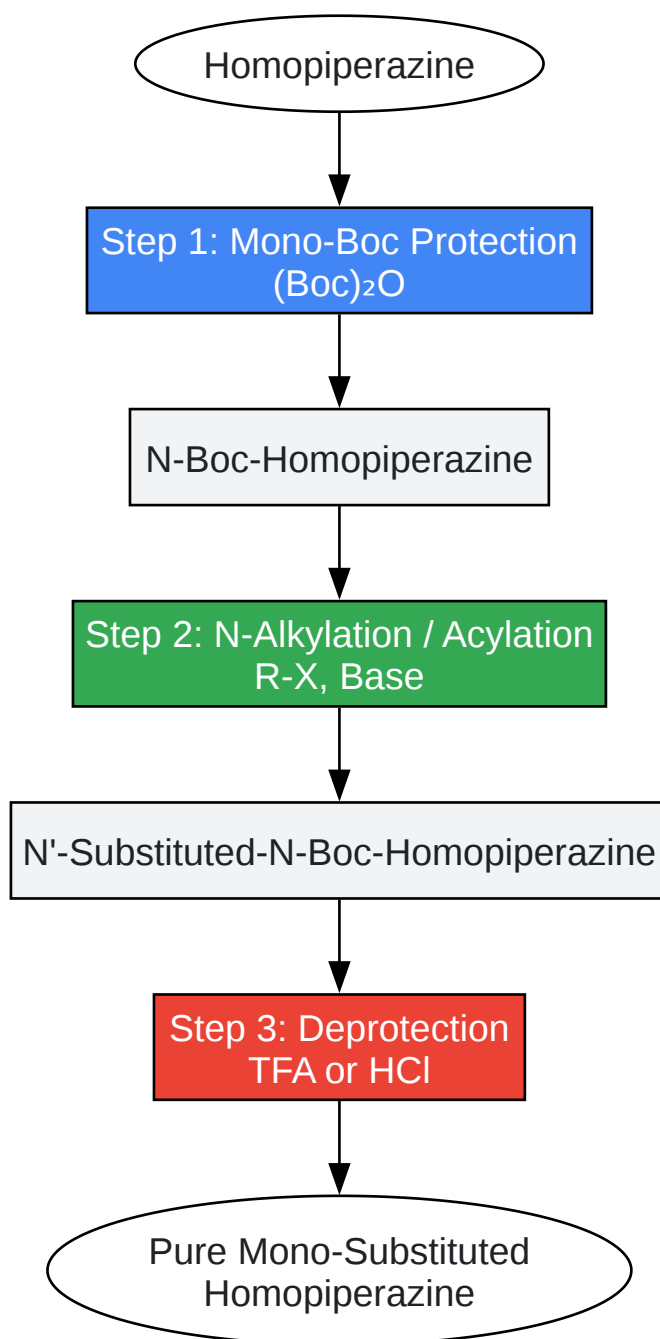 Homopiperazine
Step 1: Mono-Boc Protection
(Boc)₂O
N-Boc-Homopiperazine
Step 2: N-Alkylation / Acylation
R-X, Base
N'-Substituted-N-Boc-Homopiperazine
Step 3: Deprotection
TFA or HCl
Pure Mono-Substituted
Homopiperazine